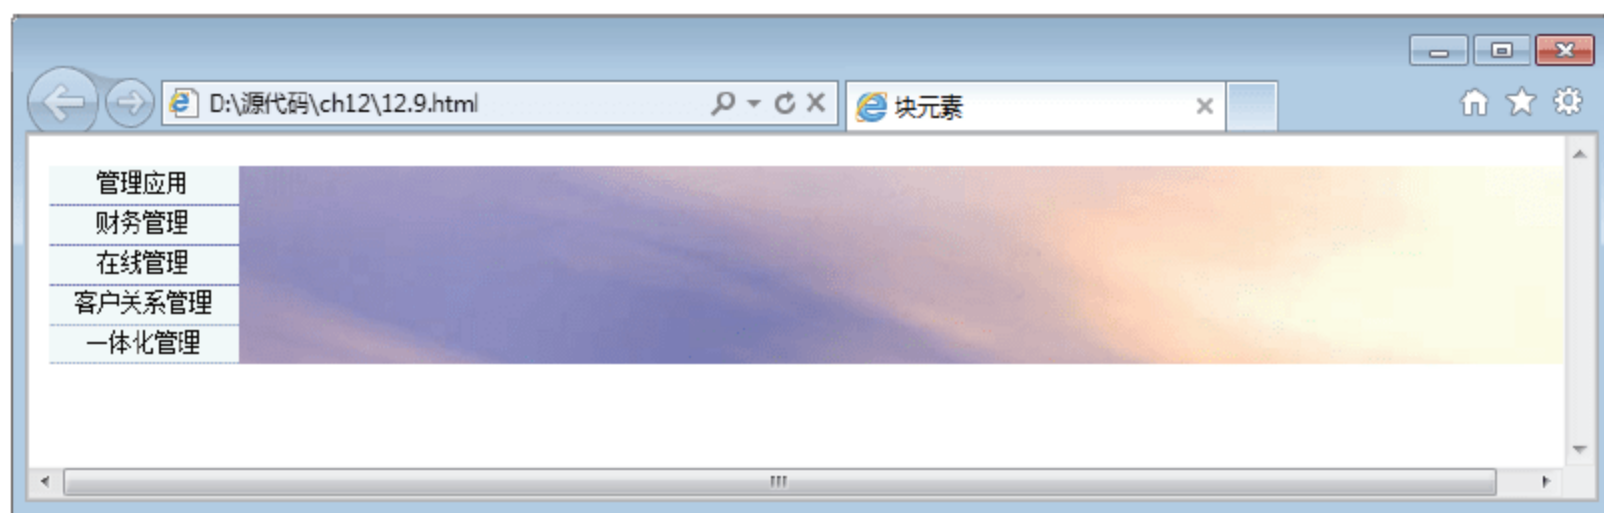 D:\源代码\ch12\12.9.html
块元素
管理应用
财务管理
在线管理
客户关系管理
一体化管理